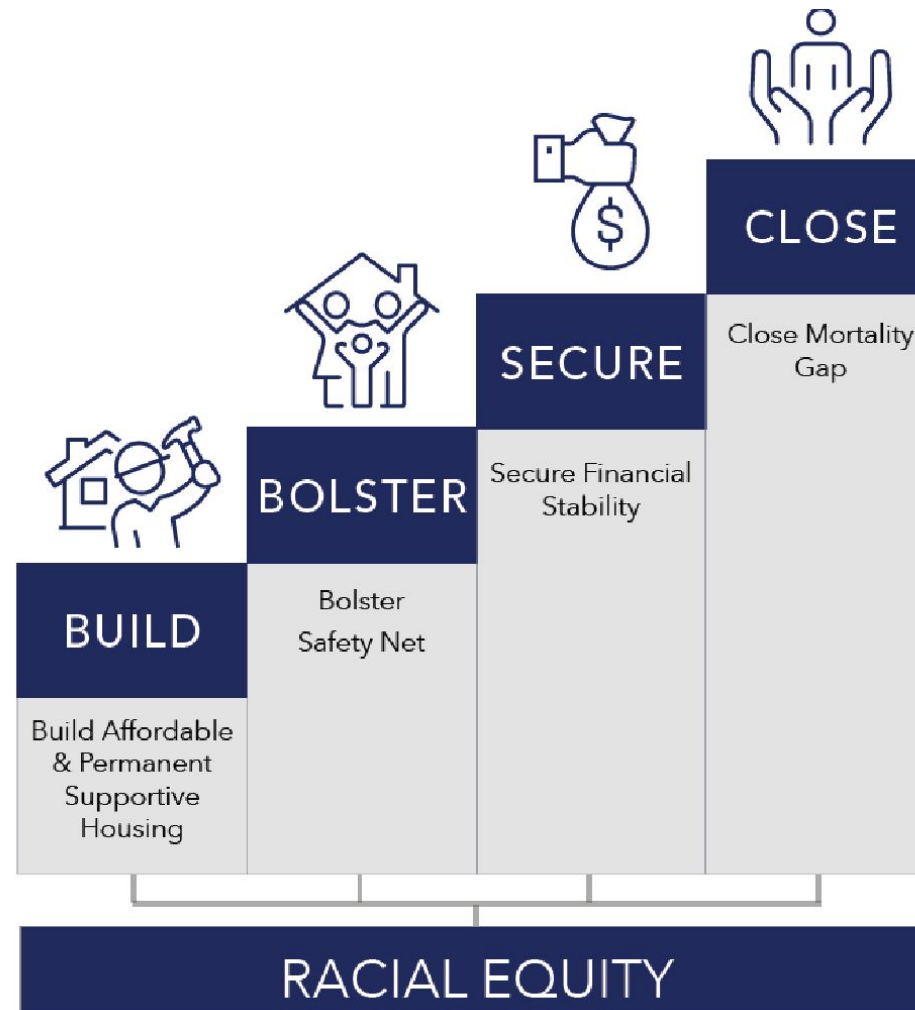 CLOSE
Close Mortality
Gap
$
SECURE
Secure Financial
Stability
BOLSTER
Bolster
Safety Net
BUILD
Build Affordable
& Permanent
Supportive
Housing
RACIAL EQUITY